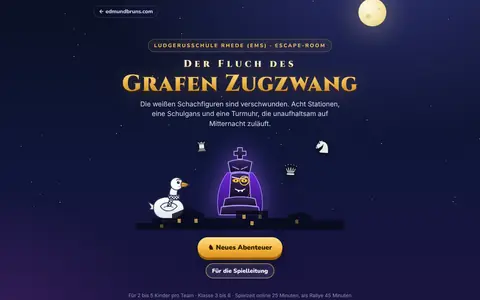 ← odmundbruns.com
LUDGERUSSCHULE RHEDE (EMS) · ESCAPE-ROOM
DER FLUCH DES
GRAFEN ZUGZWANG
Die weißen Schachfiguren sind verschwunden. Acht Stationen,
eine Schulgans und eine Turmuhr, die unaufhaltsam auf
Mitternacht zuläuft.
Neues Abenteuer
Für die Spielleitung
Für 2 bis 5 Kinder pro Team · Klasse 3 bis 4 · Spielzeit online 25 Minuten, als Rallye 45 Minuten